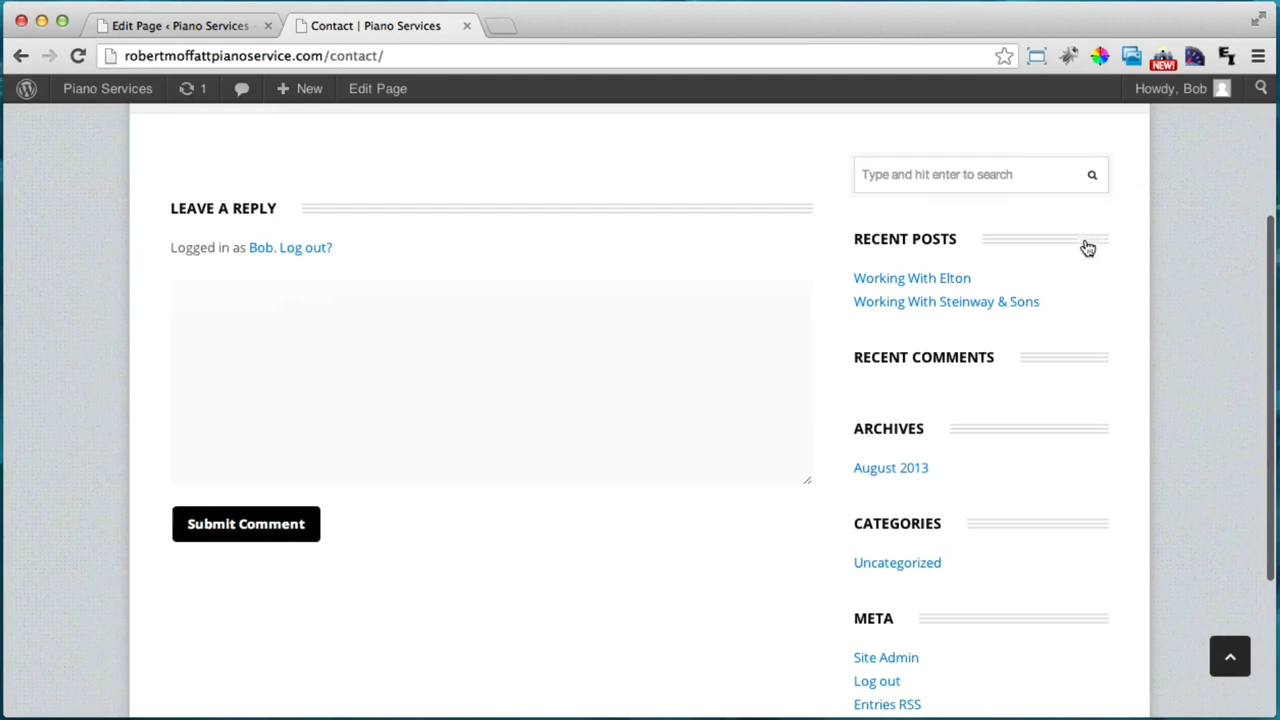 Edit Page ‹ Piano Services
Contact | Piano Services
robertmoffattpianoservice.com/contact/
NEW!
Piano Services
1
New
Edit Page
Howdy, Bob
Type and hit enter to search
LEAVE A REPLY
Logged in as Bob. Log out?
Submit Comment
RECENT POSTS
Working With Elton
Working With Steinway & Sons
RECENT COMMENTS
ARCHIVES
August 2013
CATEGORIES
Uncategorized
META
Site Admin
Log out
Entries RSS